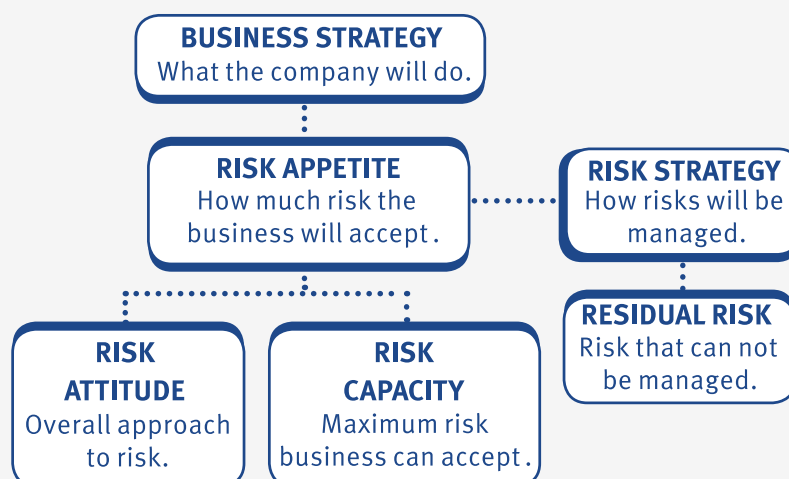 BUSINESS STRATEGY
What the company will do.
RISK APPETITE
How much risk the
business will accept.
RISK STRATEGY
How risks will be
managed.
RESIDUAL RISK
Risk that can not
be managed.
RISK
ATTITUDE
Overall approach
to risk.
RISK
CAPACITY
Maximum risk
business can accept.